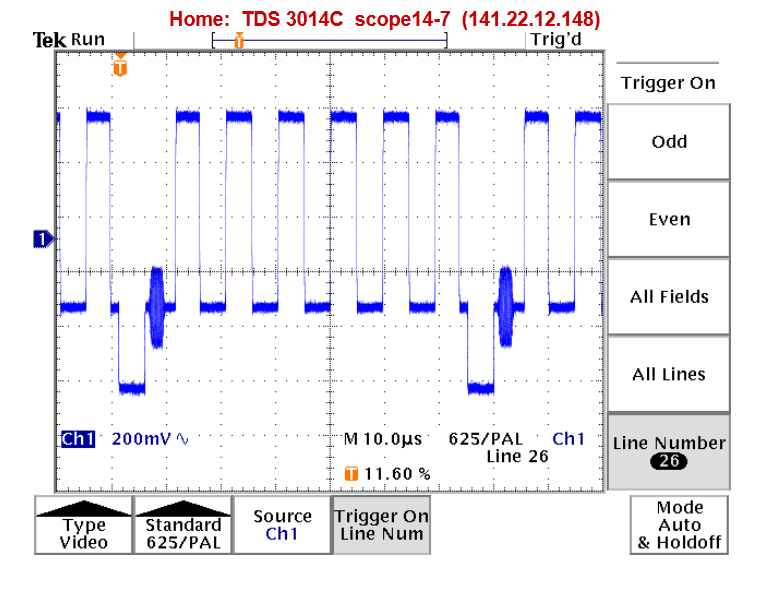 Home: TDS 3014C scope14-7 (141.22.12.148)
Tek Run
T
Trig'd
T
1
Trigger On
Odd
Even
All Fields
All Lines
Line Number
26
Ch1 200mV∿
M 10.0µs 625/PAL Ch1
Line 26
T 11.60 %
Type
Video
Standard
625/PAL
Source
Ch1
Trigger On
Line Num
Mode
Auto
& Holdoff